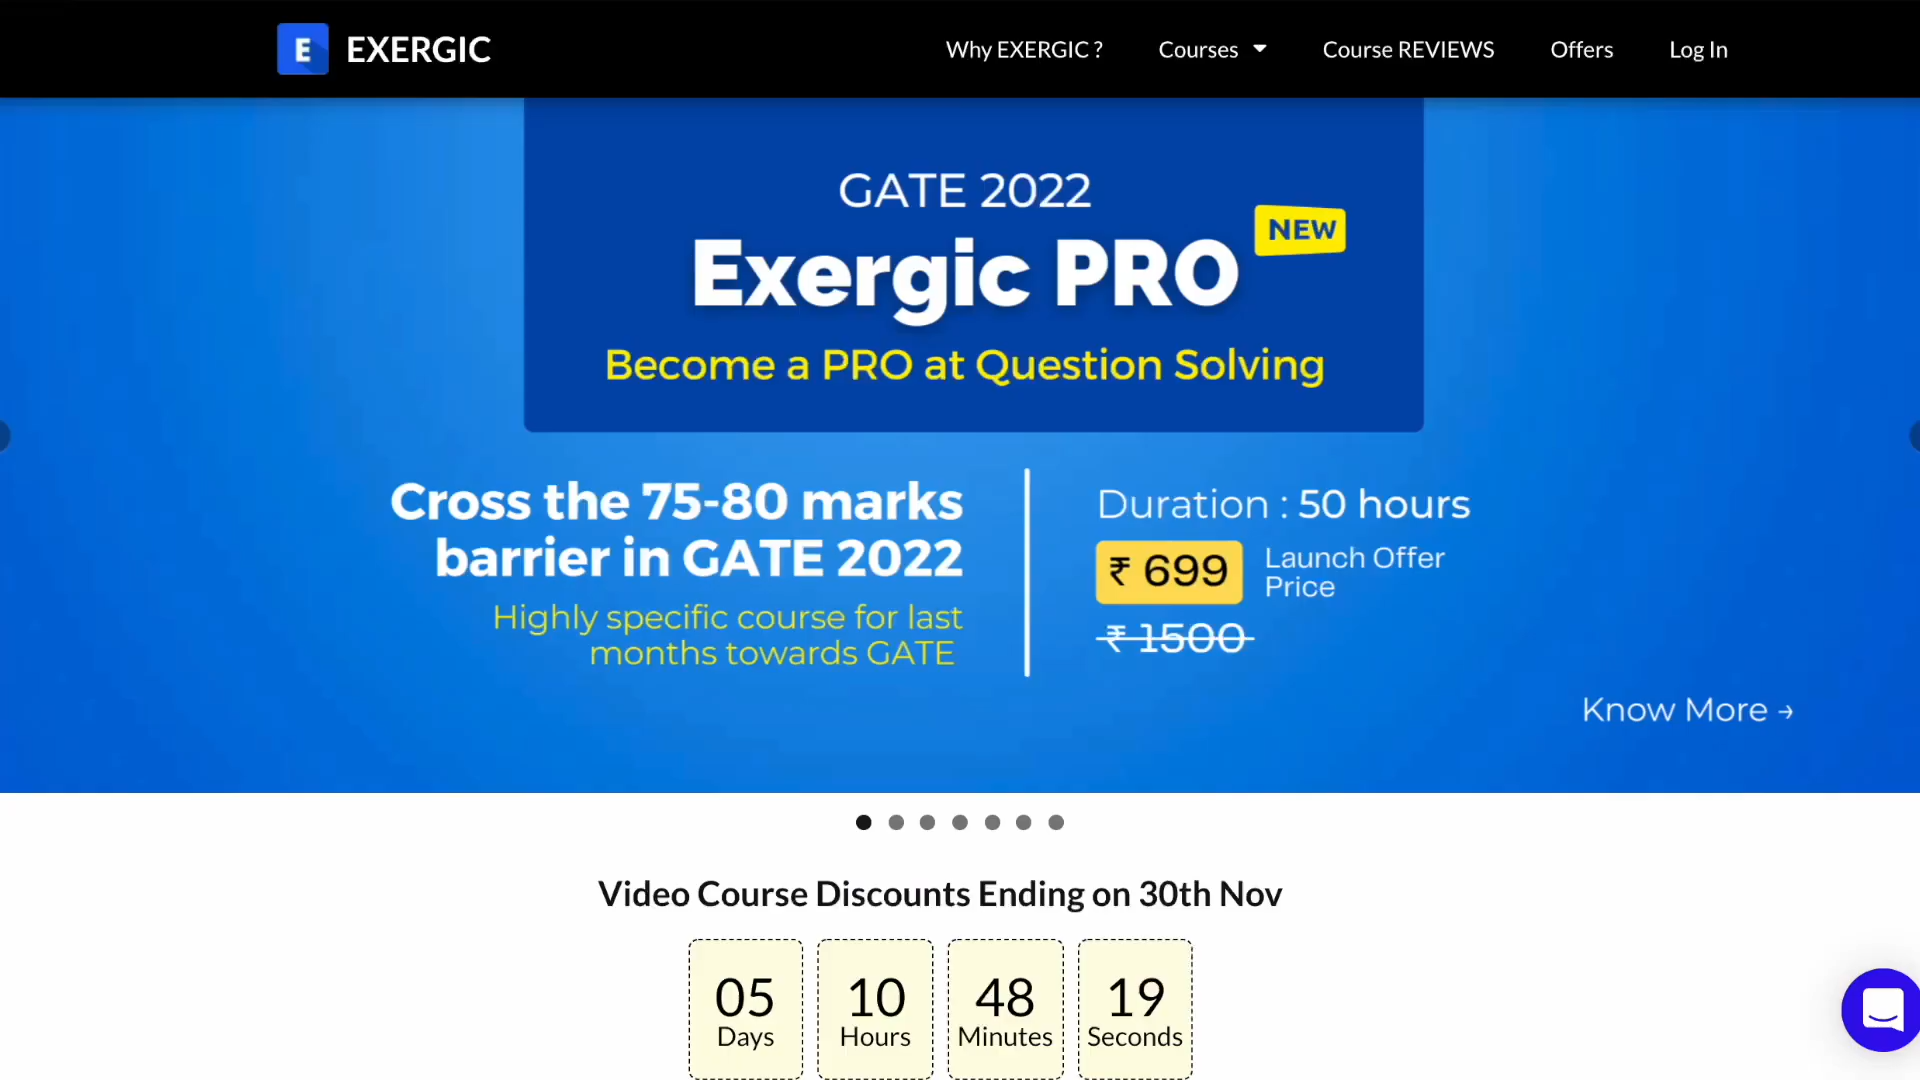 E EXERGIC
Why EXERGIC ? Courses Course REVIEWS Offers Log In
GATE 2022
Exergic PRO NEW
Become a PRO at Question Solving
Cross the 75-80 marks
barrier in GATE 2022
Highly specific course for last
months towards GATE
Duration : 50 hours
₹ 699 Launch Offer
Price
₹ 1500
Know More →
Video Course Discounts Ending on 30th Nov
05 10 48 19
Days Hours Minutes Seconds